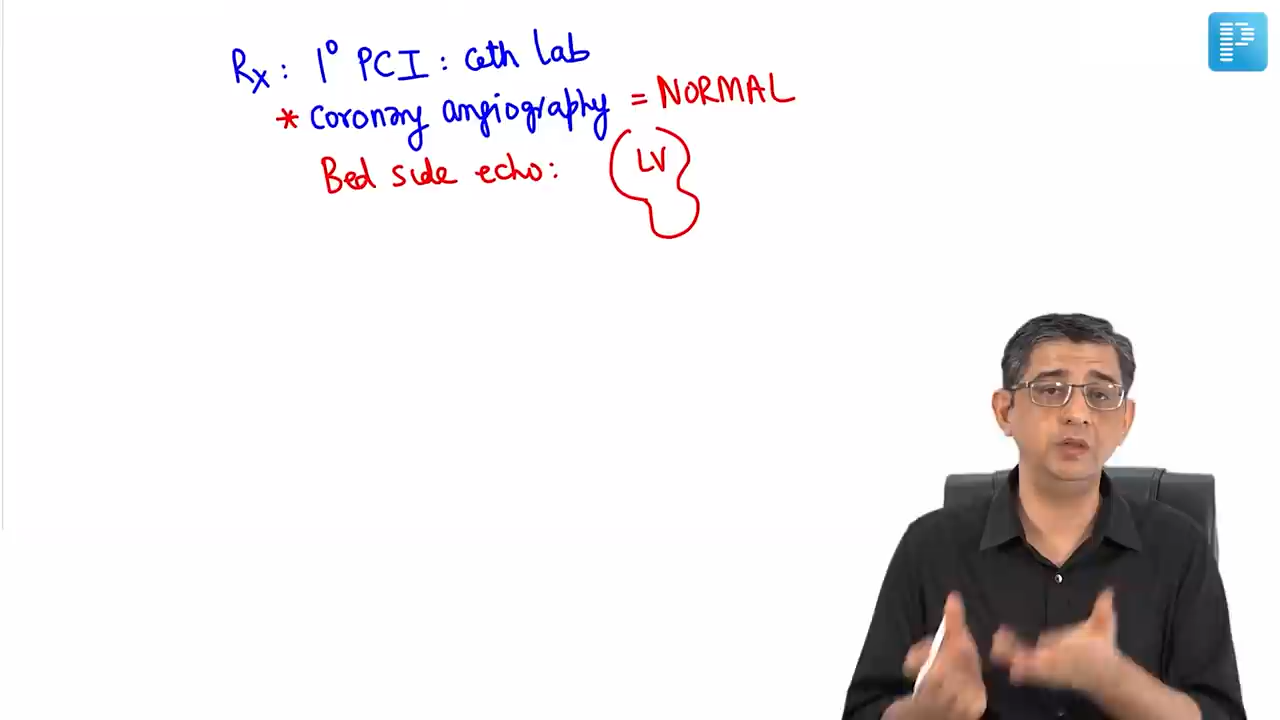 Rx: 1° PCI: cath lab
* coronary angiography = NORMAL
Bed side echo:
LV